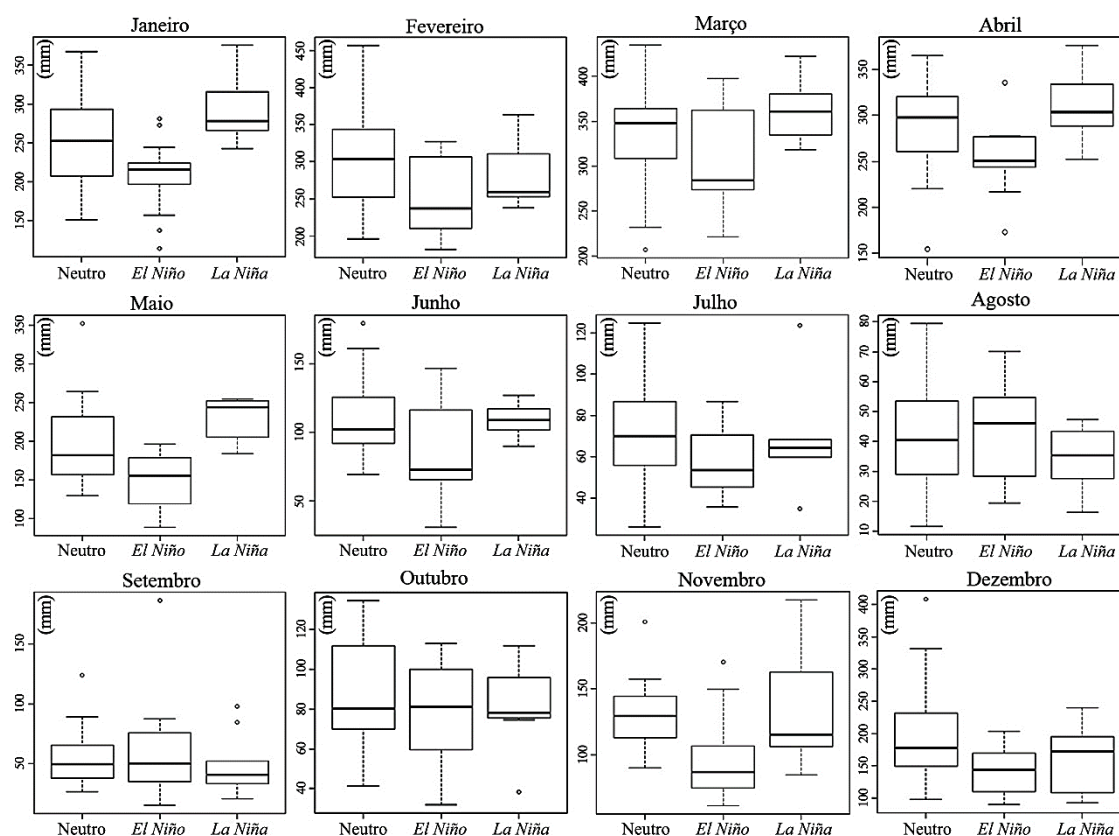 Janeiro
(mm)
150 200 250 300 350
Neutro El Niño La Niña
Fevereiro
(mm)
200 250 300 350 400 450
Neutro El Niño La Niña
Março
(mm)
200 250 300 350 400
Neutro El Niño La Niña
Abril
(mm)
150 200 250 300 350
Neutro El Niño La Niña
Maio
(mm)
100 150 200 250 300 350
Neutro El Niño La Niña
Junho
(mm)
50 100 150
Neutro El Niño La Niña
Julho
(mm)
40 60 80 100 120
Neutro El Niño La Niña
Agosto
(mm)
10 20 30 40 50 60 70 80
Neutro El Niño La Niña
Setembro
(mm)
50 100 150
Neutro El Niño La Niña
Outubro
(mm)
40 60 80 100 120
Neutro El Niño La Niña
Novembro
(mm)
100 150 200
Neutro El Niño La Niña
Dezembro
(mm)
100 150 200 250 300 350 400
Neutro El Niño La Niña